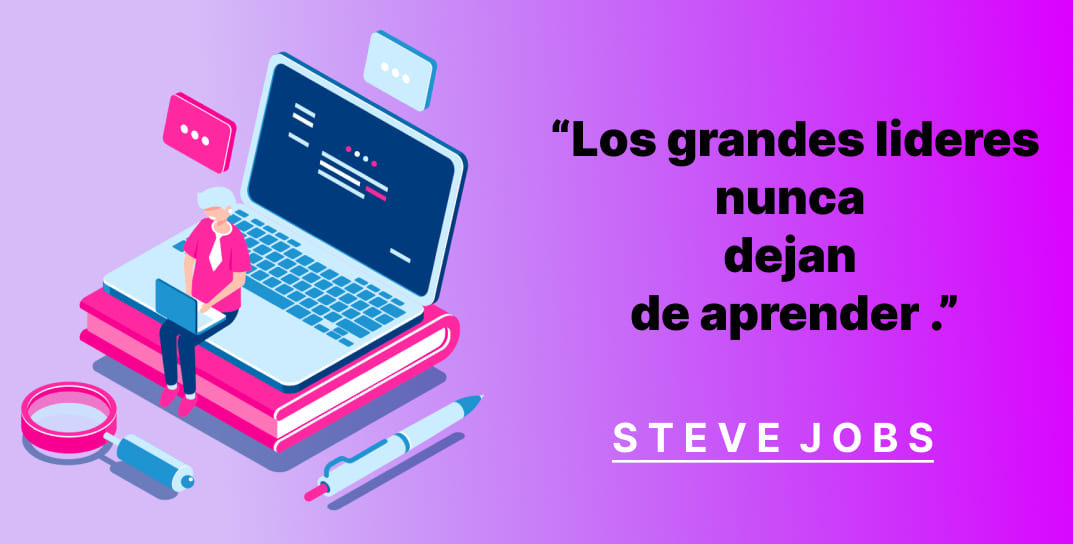 “Los grandes lideres
nunca
dejan
de aprender .”
STEVE JOBS